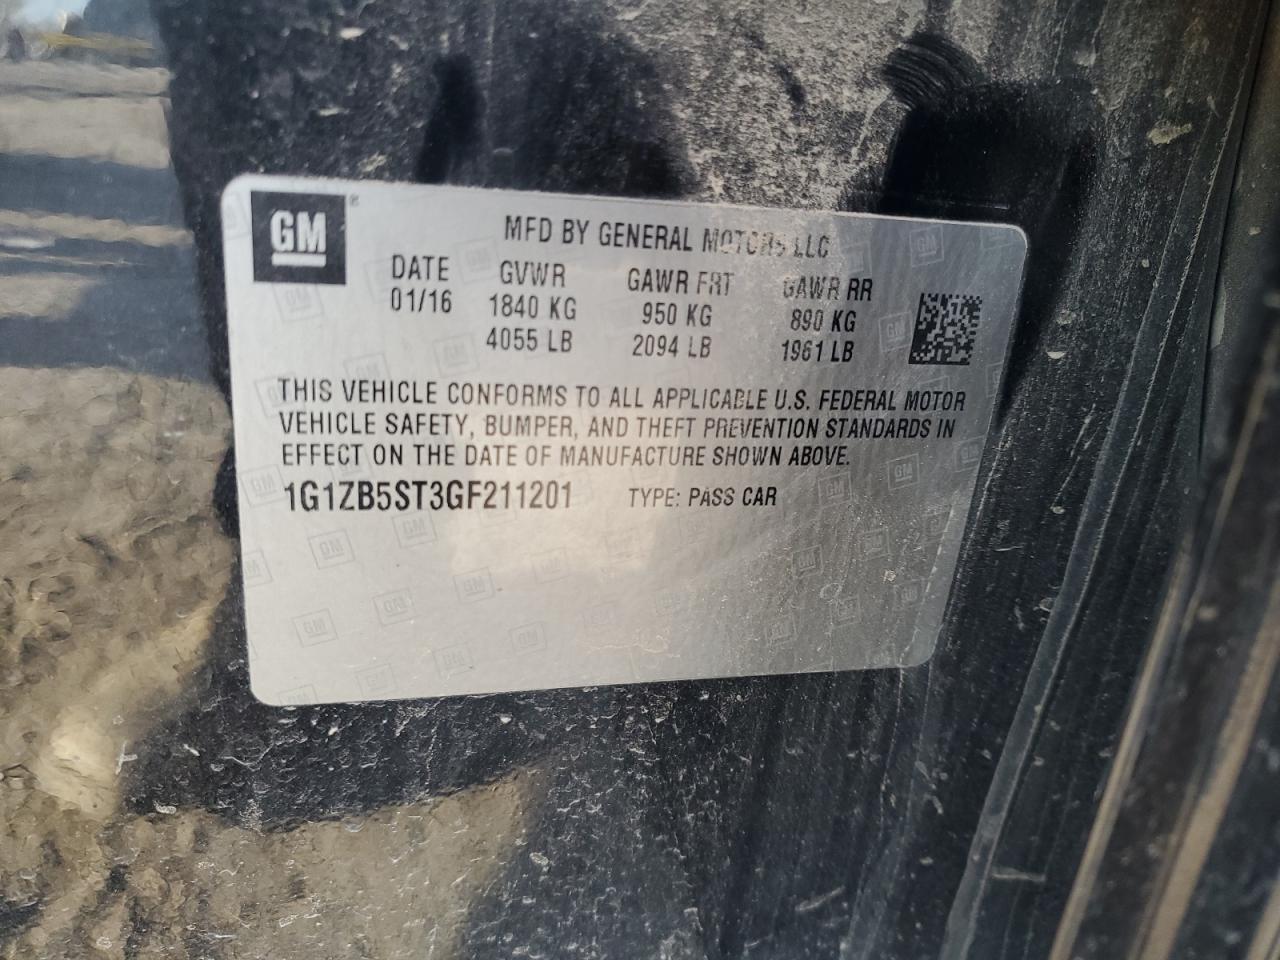 GM
MFD BY GENERAL MOTORS LLC
DATE GVWR GAWR FRT GAWR RR
01/16 1840 KG 950 KG 890 KG
4055 LB 2094 LB 1961 LB
THIS VEHICLE CONFORMS TO ALL APPLICABLE U.S. FEDERAL MOTOR
VEHICLE SAFETY, BUMPER, AND THEFT PREVENTION STANDARDS IN
EFFECT ON THE DATE OF MANUFACTURE SHOWN ABOVE.
1G1ZB5ST3GF211201 TYPE: PASS CAR